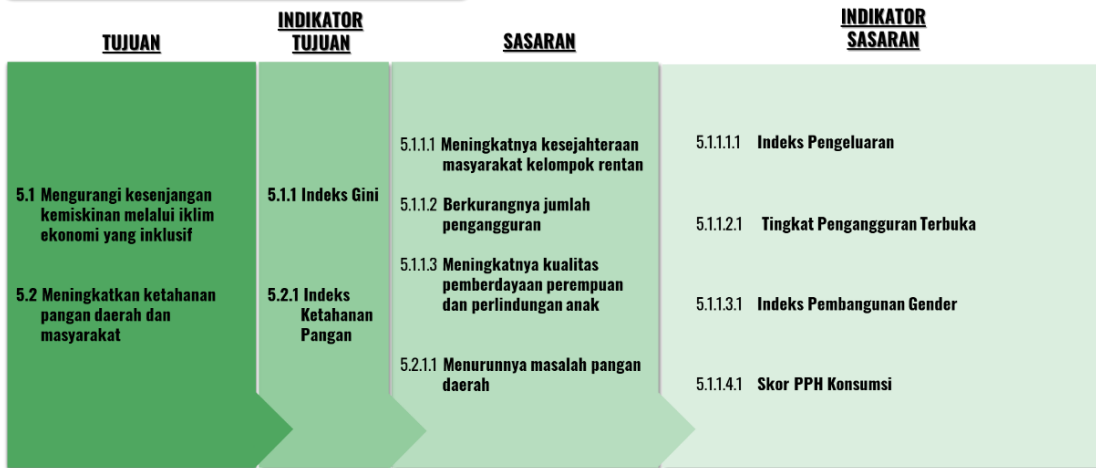 TUJUAN
5.1 Mengurangi kesenjangan
kemiskinan melalui iklim
ekonomi yang inklusif
5.2 Meningkatkan ketahanan
pangan daerah dan
masyarakat
INDIKATOR
TUJUAN
5.1.1 Indeks Gini
5.2.1 Indeks
Ketahanan
Pangan
SASARAN
5.1.1.1 Meningkatnya kesejahteraan
masyarakat kelompok rentan
5.1.1.2 Berkurangnya jumlah
pengangguran
5.1.1.3 Meningkatnya kualitas
pemberdayaan perempuan
dan perlindungan anak
5.2.1.1 Menurunnya masalah pangan
daerah
INDIKATOR
SASARAN
5.1.1.1.1 Indeks Pengeluaran
5.1.1.2.1 Tingkat Pengangguran Terbuka
5.1.1.3.1 Indeks Pembangunan Gender
5.1.1.4.1 Skor PPH Konsumsi